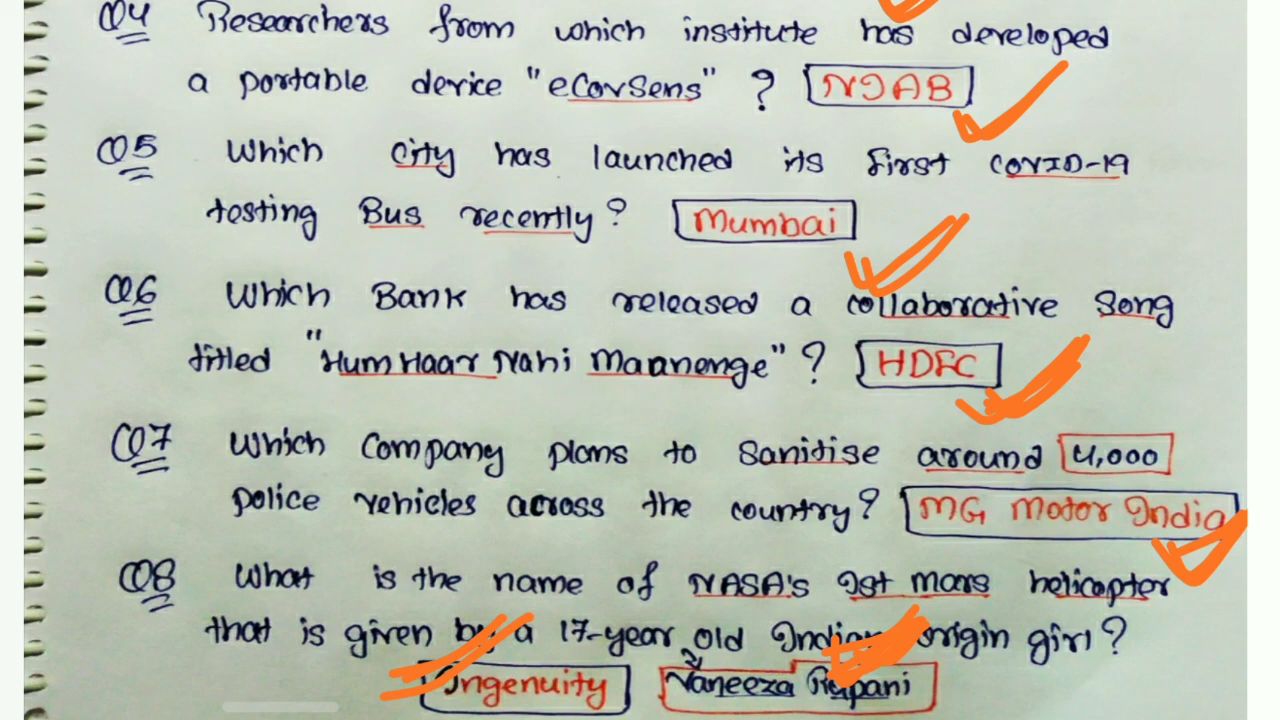 Q4 Researchers from which institute has developed
a portable device "eCovSens" ? NIAB
Q5 Which City has launched its first COVID-19
testing Bus recently? Mumbai
Q6 Which Bank has released a collaborative Song
titled "Hum Haar Nahi Maanenge" ? HDFC
Q7 Which Company plans to Sanitise around 4,000
police vehicles across the country? MG Motor India
Q8 What is the name of NASA's Ist mars helicopter
that is given by a 17-year old Indian origin girl?
Ingenuity Vaneeza Rupani